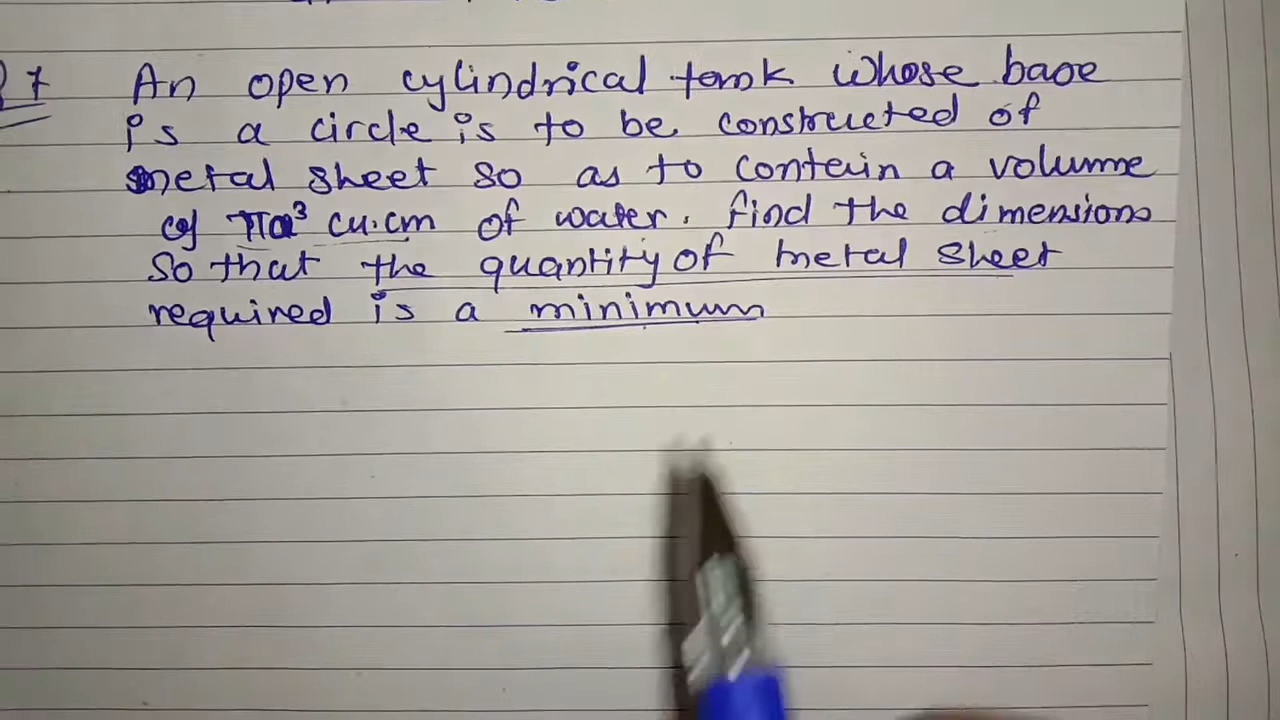 Q 7 An open cylindrical tank whose base
is a circle is to be constructed of
metal sheet so as to contain a volume
of πa³ cu.cm of water. find the dimensions
so that the quantity of metal sheet
required is a minimum